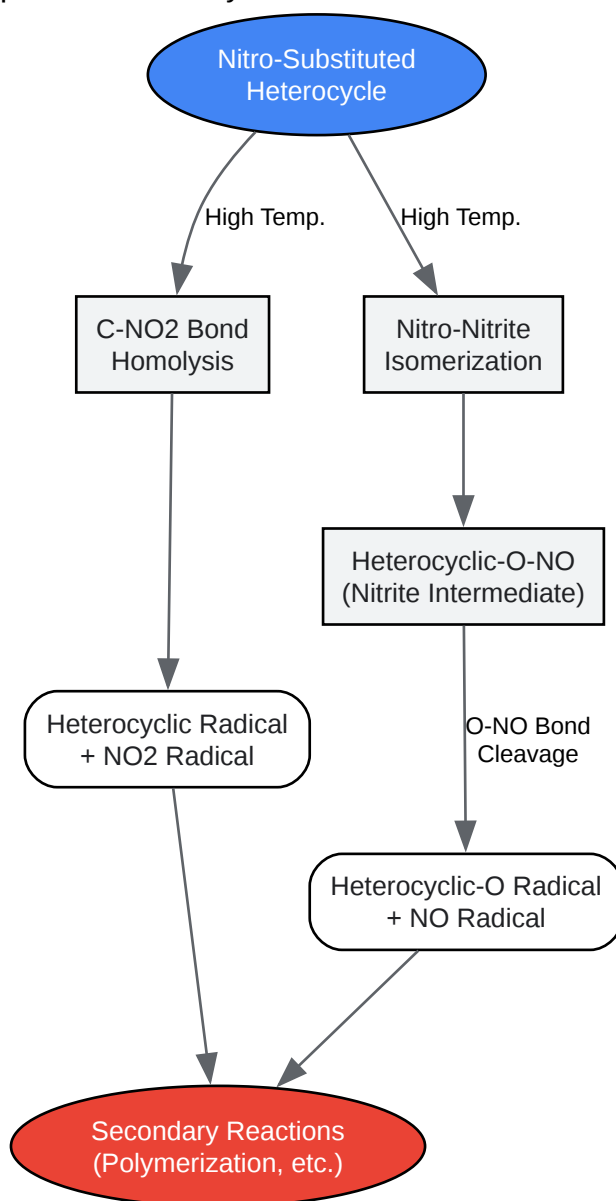 Nitro-Substituted
Heterocycle
High Temp.
High Temp.
C-NO2 Bond
Homolysis
Nitro-Nitrite
Isomerization
Heterocyclic-O-NO
(Nitrite Intermediate)
Heterocyclic Radical
+ NO2 Radical
O-NO Bond
Cleavage
Heterocyclic-O Radical
+ NO Radical
Secondary Reactions
(Polymerization, etc.)